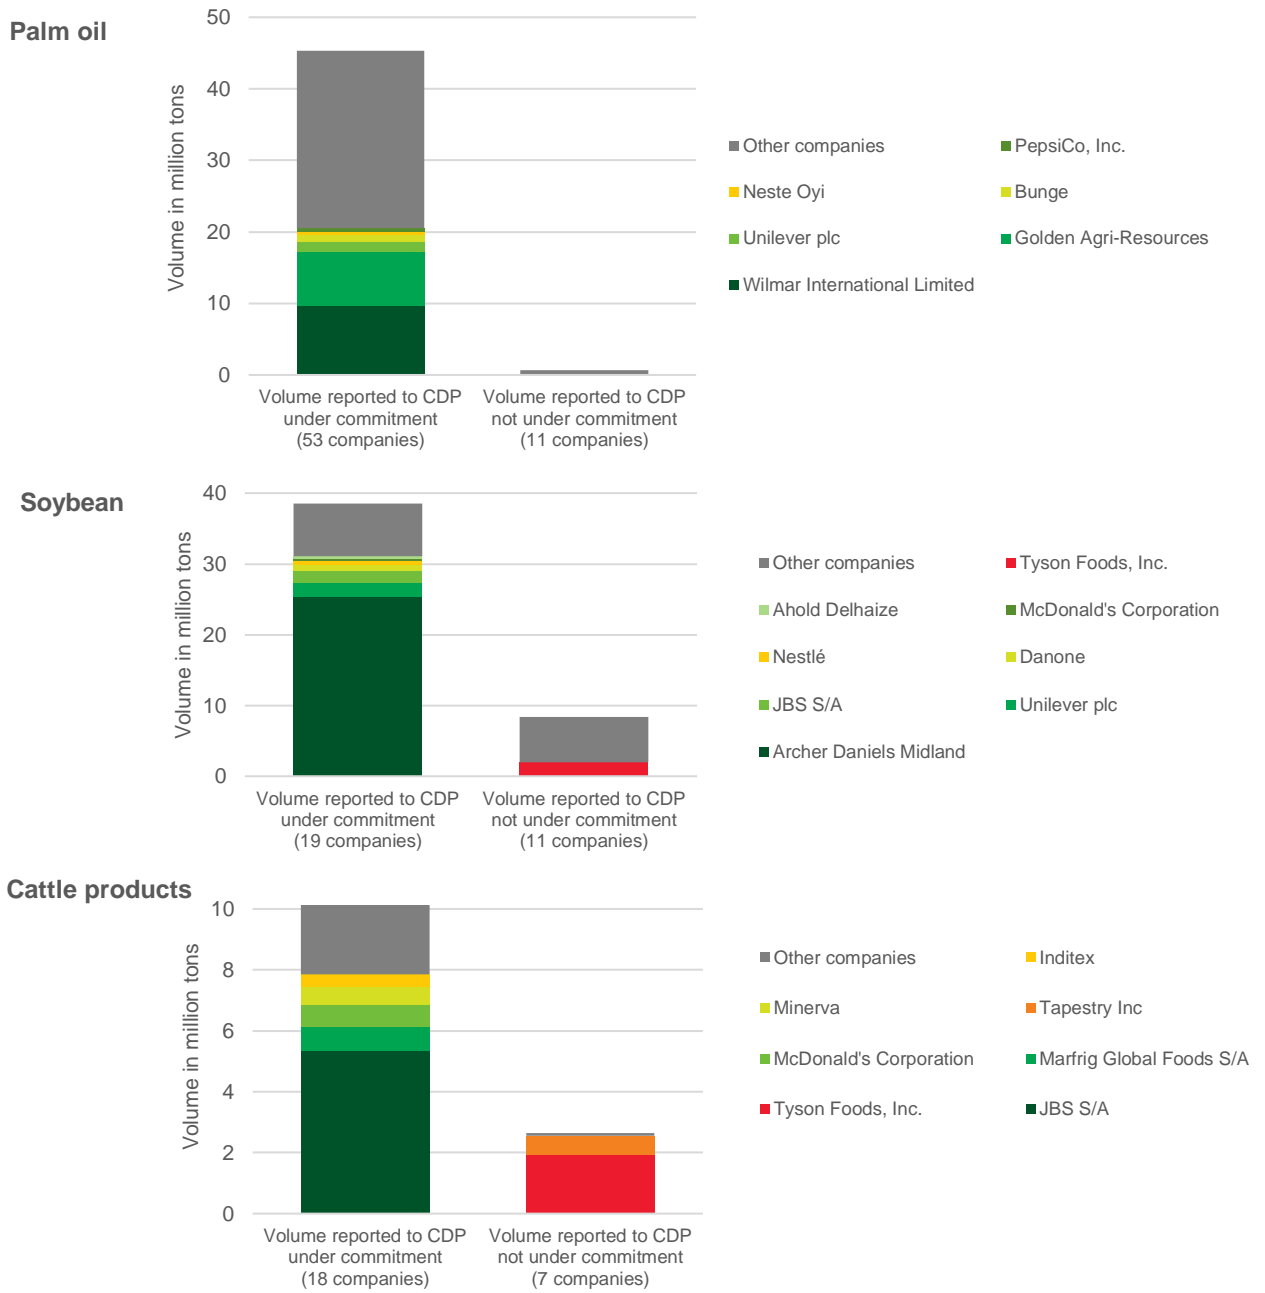 Palm oil
Volume in million tons
50
40
30
20
10
0
Volume reported to CDP
under commitment
(53 companies)
Volume reported to CDP
not under commitment
(11 companies)
Other companies
PepsiCo, Inc.
Neste Oyi
Bunge
Unilever plc
Golden Agri-Resources
Wilmar International Limited
Soybean
Volume in million tons
40
30
20
10
0
Volume reported to CDP
under commitment
(19 companies)
Volume reported to CDP
not under commitment
(11 companies)
Other companies
Tyson Foods, Inc.
Ahold Delhaize
McDonald's Corporation
Nestlé
Danone
JBS S/A
Unilever plc
Archer Daniels Midland
Cattle products
Volume in million tons
10
8
6
4
2
0
Volume reported to CDP
under commitment
(18 companies)
Volume reported to CDP
not under commitment
(7 companies)
Other companies
Inditex
Minerva
Tapestry Inc
McDonald's Corporation
Marfrig Global Foods S/A
Tyson Foods, Inc.
JBS S/A